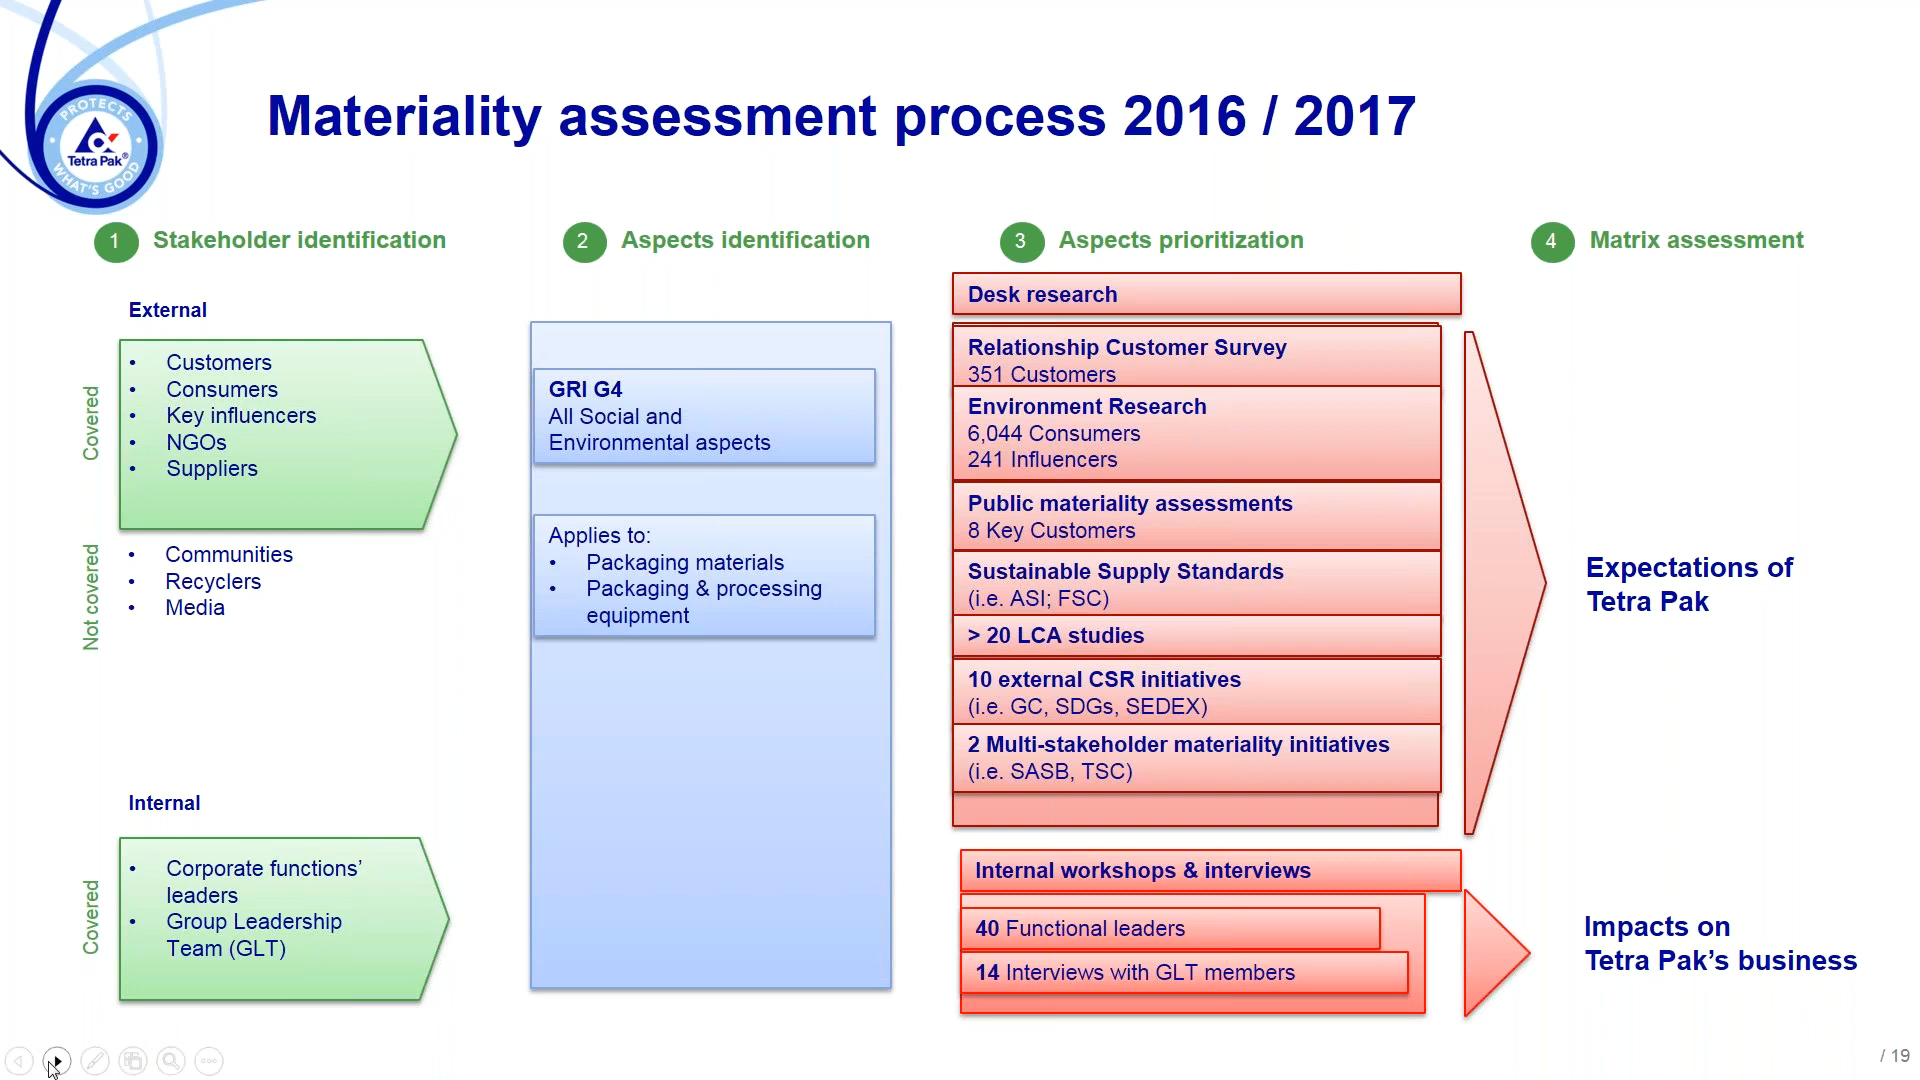 PROTECTS
Tetra Pak®
WHAT'S GOOD
Materiality assessment process 2016 / 2017
1 Stakeholder identification
External
Covered
• Customers
• Consumers
• Key influencers
• NGOs
• Suppliers
Not covered
• Communities
• Recyclers
• Media
Internal
Covered
• Corporate functions’
leaders
• Group Leadership
Team (GLT)
2 Aspects identification
GRI G4
All Social and
Environmental aspects
Applies to:
• Packaging materials
• Packaging & processing
equipment
3 Aspects prioritization
Desk research
Relationship Customer Survey
351 Customers
Environment Research
6,044 Consumers
241 Influencers
Public materiality assessments
8 Key Customers
Sustainable Supply Standards
(i.e. ASI; FSC)
> 20 LCA studies
10 external CSR initiatives
(i.e. GC, SDGs, SEDEX)
2 Multi-stakeholder materiality initiatives
(i.e. SASB, TSC)
Internal workshops & interviews
40 Functional leaders
14 Interviews with GLT members
4 Matrix assessment
Expectations of
Tetra Pak
Impacts on
Tetra Pak’s business
/ 19